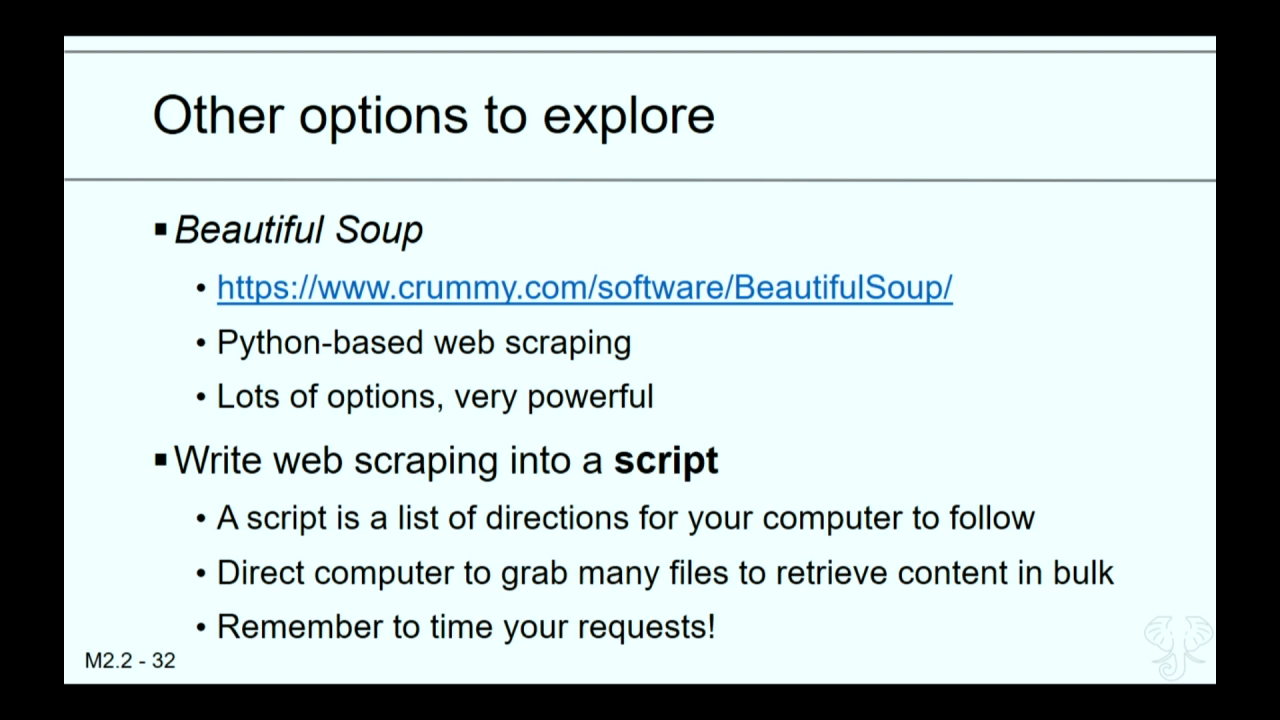 Other options to explore
▪ Beautiful Soup
• https://www.crummy.com/software/BeautifulSoup/
• Python-based web scraping
• Lots of options, very powerful
▪ Write web scraping into a script
• A script is a list of directions for your computer to follow
• Direct computer to grab many files to retrieve content in bulk
• Remember to time your requests!
M2.2 - 32